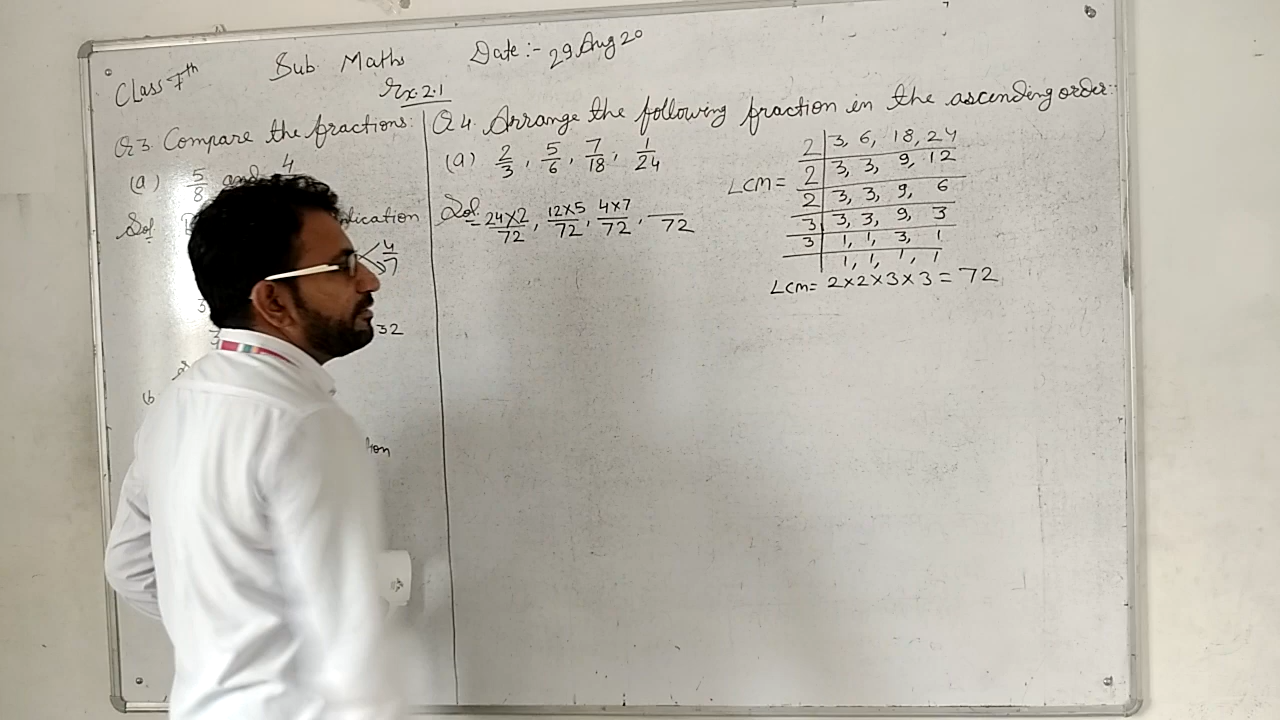 Class 7th Sub Maths Date:- 29 Aug 20
Ex. 2.1
Q3. Compare the fractions:
(a) 5/8 and 4
Sol.
4/7
32
or
(b
Q4. Arrange the following fraction in the ascending order:
(a) 2/3, 5/6, 7/18, 1/24
Sol. 24×2/72, 12×5/72, 4×7/72, /72
LCM=
2 | 3, 6, 18, 24
2 | 3, 3, 9, 12
2 | 3, 3, 9, 6
3 | 3, 3, 9, 3
3 | 1, 1, 3, 1
1, 1, 1, 1
LCM= 2×2×3×3 = 72